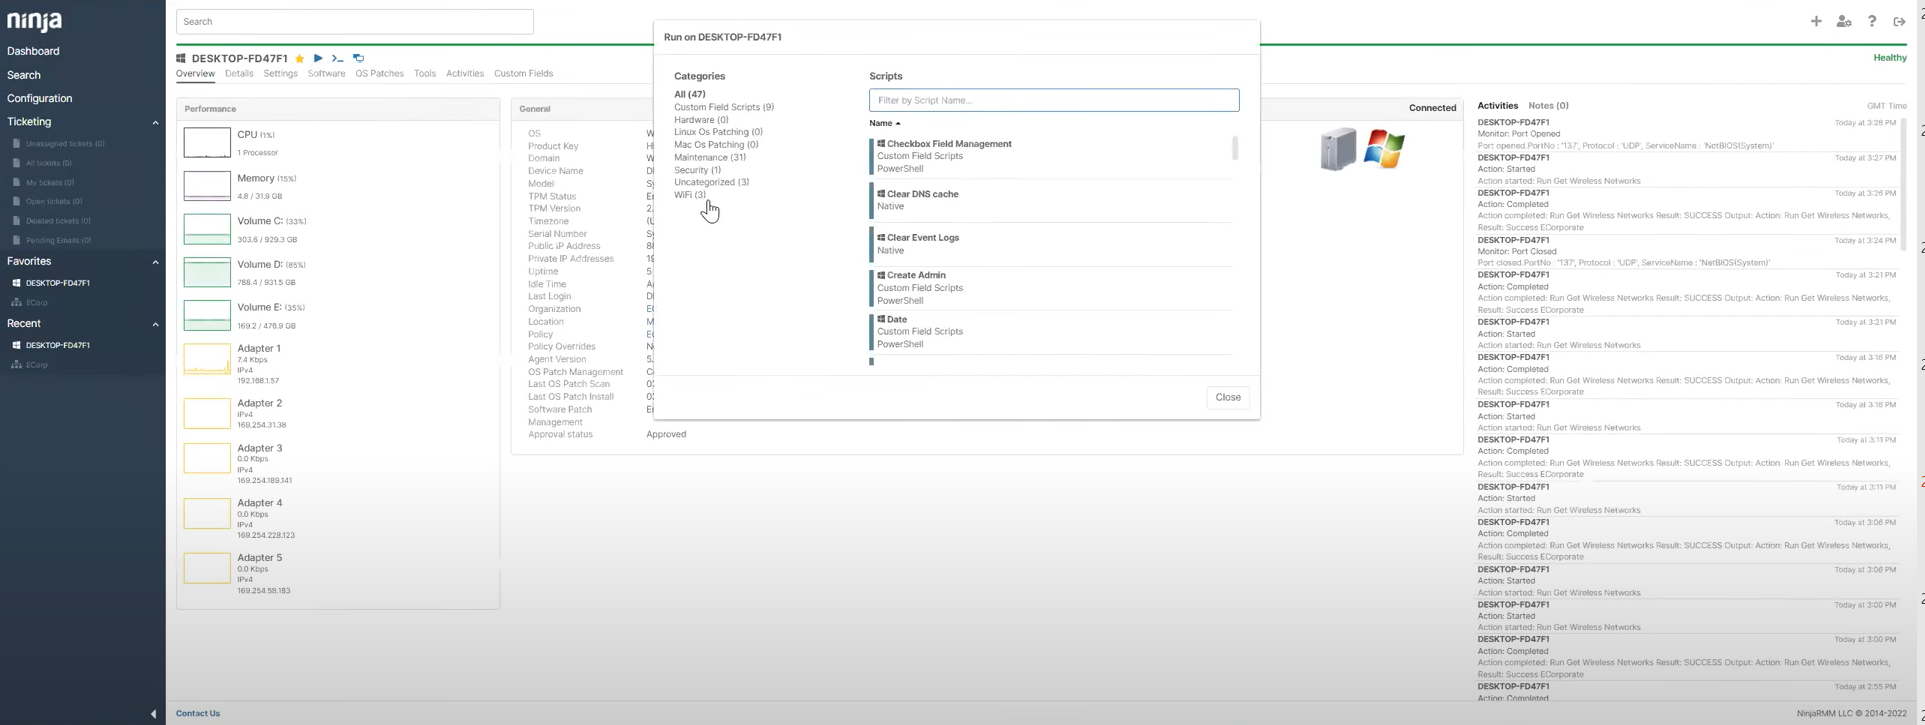 ninja
Dashboard
Search
Configuration
Ticketing
Unassigned tickets (0)
All tickets (0)
My tickets (0)
Open tickets (0)
Deleted tickets (0)
Pending Emails (0)
Favorites
DESKTOP-FD47F1
ECorp
Recent
DESKTOP-FD47F1
ECorp
Search
DESKTOP-FD47F1
Overview Details Settings Software OS Patches Tools Activities Custom Fields
Healthy
Performance
CPU (1%)
1 Processor
Memory (15%)
4.8 / 31.9 GB
Volume C: (33%)
303.6 / 929.3 GB
Volume D: (85%)
788.4 / 931.5 GB
Volume E: (35%)
169.2 / 476.9 GB
Adapter 1
7.4 Kbps
IPv4
192.168.1.57
Adapter 2
IPv4
169.254.31.38
Adapter 3
0.0 Kbps
IPv4
169.254.189.141
Adapter 4
0.0 Kbps
IPv4
169.254.228.123
Adapter 5
0.0 Kbps
IPv4
169.254.58.183
General
OS
Product Key
Domain
Device Name
Model
TPM Status
TPM Version
Timezone
Serial Number
Public IP Address
Private IP Addresses
Uptime
Idle Time
Last Login
Organization
Location
Policy
Policy Overrides
Agent Version
OS Patch Management
Last OS Patch Scan
Last OS Patch Install
Software Patch
Management
Approval status Approved
Run on DESKTOP-FD47F1
Categories
All (47)
Custom Field Scripts (9)
Hardware (0)
Linux Os Patching (0)
Mac Os Patching (0)
Maintenance (31)
Security (1)
Uncategorized (3)
WiFi (3)
Scripts
Filter by Script Name...
Name
Checkbox Field Management
Custom Field Scripts
PowerShell
Clear DNS cache
Native
Clear Event Logs
Native
Create Admin
Custom Field Scripts
PowerShell
Date
Custom Field Scripts
PowerShell
Close
Connected
Activities Notes (0) GMT Time
DESKTOP-FD47F1 Today at 3:28 PM
Monitor: Port Opened
Port opened.PortNo : '137', Protocol : 'UDP', ServiceName : 'NetBIOS(System)'
DESKTOP-FD47F1 Today at 3:27 PM
Action: Started
Action started: Run Get Wireless Networks
DESKTOP-FD47F1 Today at 3:26 PM
Action: Completed
Action completed: Run Get Wireless Networks Result: SUCCESS Output: Action: Run Get Wireless Networks,
Result: Success ECorporate
DESKTOP-FD47F1 Today at 3:24 PM
Monitor: Port Closed
Port closed.PortNo : '137', Protocol : 'UDP', ServiceName : 'NetBIOS(System)'
DESKTOP-FD47F1 Today at 3:21 PM
Action: Completed
Action completed: Run Get Wireless Networks Result: SUCCESS Output: Action: Run Get Wireless Networks,
Result: Success ECorporate
DESKTOP-FD47F1 Today at 3:21 PM
Action: Started
Action started: Run Get Wireless Networks
DESKTOP-FD47F1 Today at 3:16 PM
Action: Completed
Action completed: Run Get Wireless Networks Result: SUCCESS Output: Action: Run Get Wireless Networks,
Result: Success ECorporate
DESKTOP-FD47F1 Today at 3:16 PM
Action: Started
Action started: Run Get Wireless Networks
DESKTOP-FD47F1 Today at 3:11 PM
Action: Completed
Action completed: Run Get Wireless Networks Result: SUCCESS Output: Action: Run Get Wireless Networks,
Result: Success ECorporate
DESKTOP-FD47F1 Today at 3:11 PM
Action: Started
Action started: Run Get Wireless Networks
DESKTOP-FD47F1 Today at 3:06 PM
Action: Completed
Action completed: Run Get Wireless Networks Result: SUCCESS Output: Action: Run Get Wireless Networks,
Result: Success ECorporate
DESKTOP-FD47F1 Today at 3:06 PM
Action: Started
Action started: Run Get Wireless Networks
DESKTOP-FD47F1 Today at 3:00 PM
Action: Started
Action started: Run Get Wireless Networks
DESKTOP-FD47F1 Today at 3:00 PM
Action: Completed
Action completed: Run Get Wireless Networks Result: SUCCESS Output: Action: Run Get Wireless Networks,
Result: Success ECorporate
DESKTOP-FD47F1 Today at 2:55 PM
Action: Completed
Contact Us
NinjaRMM LLC © 2014-2022